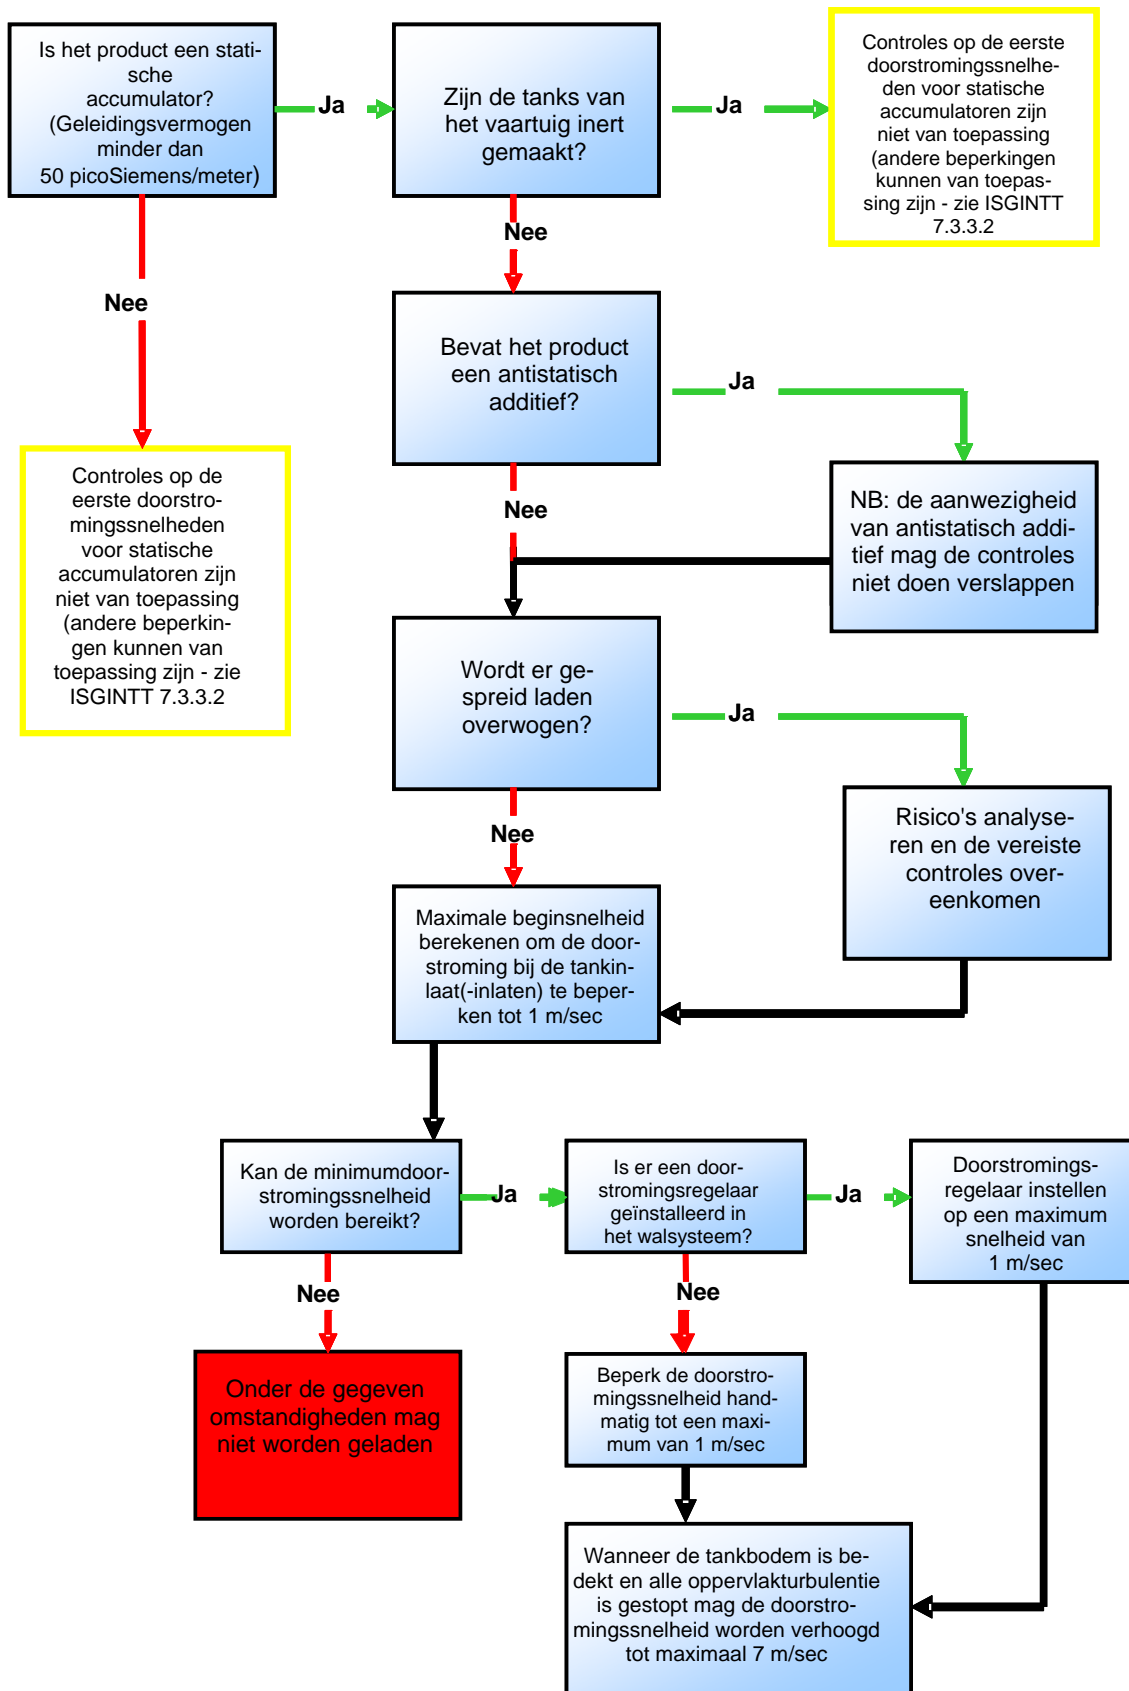 Is het product een stati-
sche
accumulator?
(Geleidingsvermogen
minder dan
50 picoSiemens/meter)
Ja
Zijn de tanks van
het vaartuig inert
gemaakt?
Ja
Controles op de eerste
doorstromingssnelhe-
den voor statische
accumulatoren zijn
niet van toepassing
(andere beperkingen
kunnen van toepas-
sing zijn - zie ISGINTT
7.3.3.2
Nee
Nee
Bevat het product
een antistatisch
additief?
Ja
Controles op de
eerste doorstro-
mingssnelheden
voor statische
accumulatoren zijn
niet van toepassing
(andere beperkin-
gen kunnen van
toepassing zijn - zie
ISGINTT 7.3.3.2
Nee
NB: de aanwezigheid
van antistatisch addi-
tief mag de controles
niet doen verslappen
Wordt er ge-
spreid laden
overwogen?
Ja
Nee
Risico's analyse-
ren en de vereiste
controles over-
eenkomen
Maximale beginsnelheid
berekenen om de door-
stroming bij de tankin-
laat(-inlaten) te beper-
ken tot 1 m/sec
Kan de minimumdoor-
stromingssnelheid
worden bereikt?
Ja
Is er een door-
stromingsregelaar
geïnstalleerd in
het walsysteem?
Ja
Doorstromings-
regelaar instellen
op een maximum
snelheid van
1 m/sec
Nee
Nee
Onder de gegeven
omstandigheden mag
niet worden geladen
Beperk de doorstro-
mingssnelheid hand-
matig tot een maxi-
mum van 1 m/sec
Wanneer de tankbodem is be-
dekt en alle oppervlakturbulentie
is gestopt mag de doorstro-
mingssnelheid worden verhoogd
tot maximaal 7 m/sec